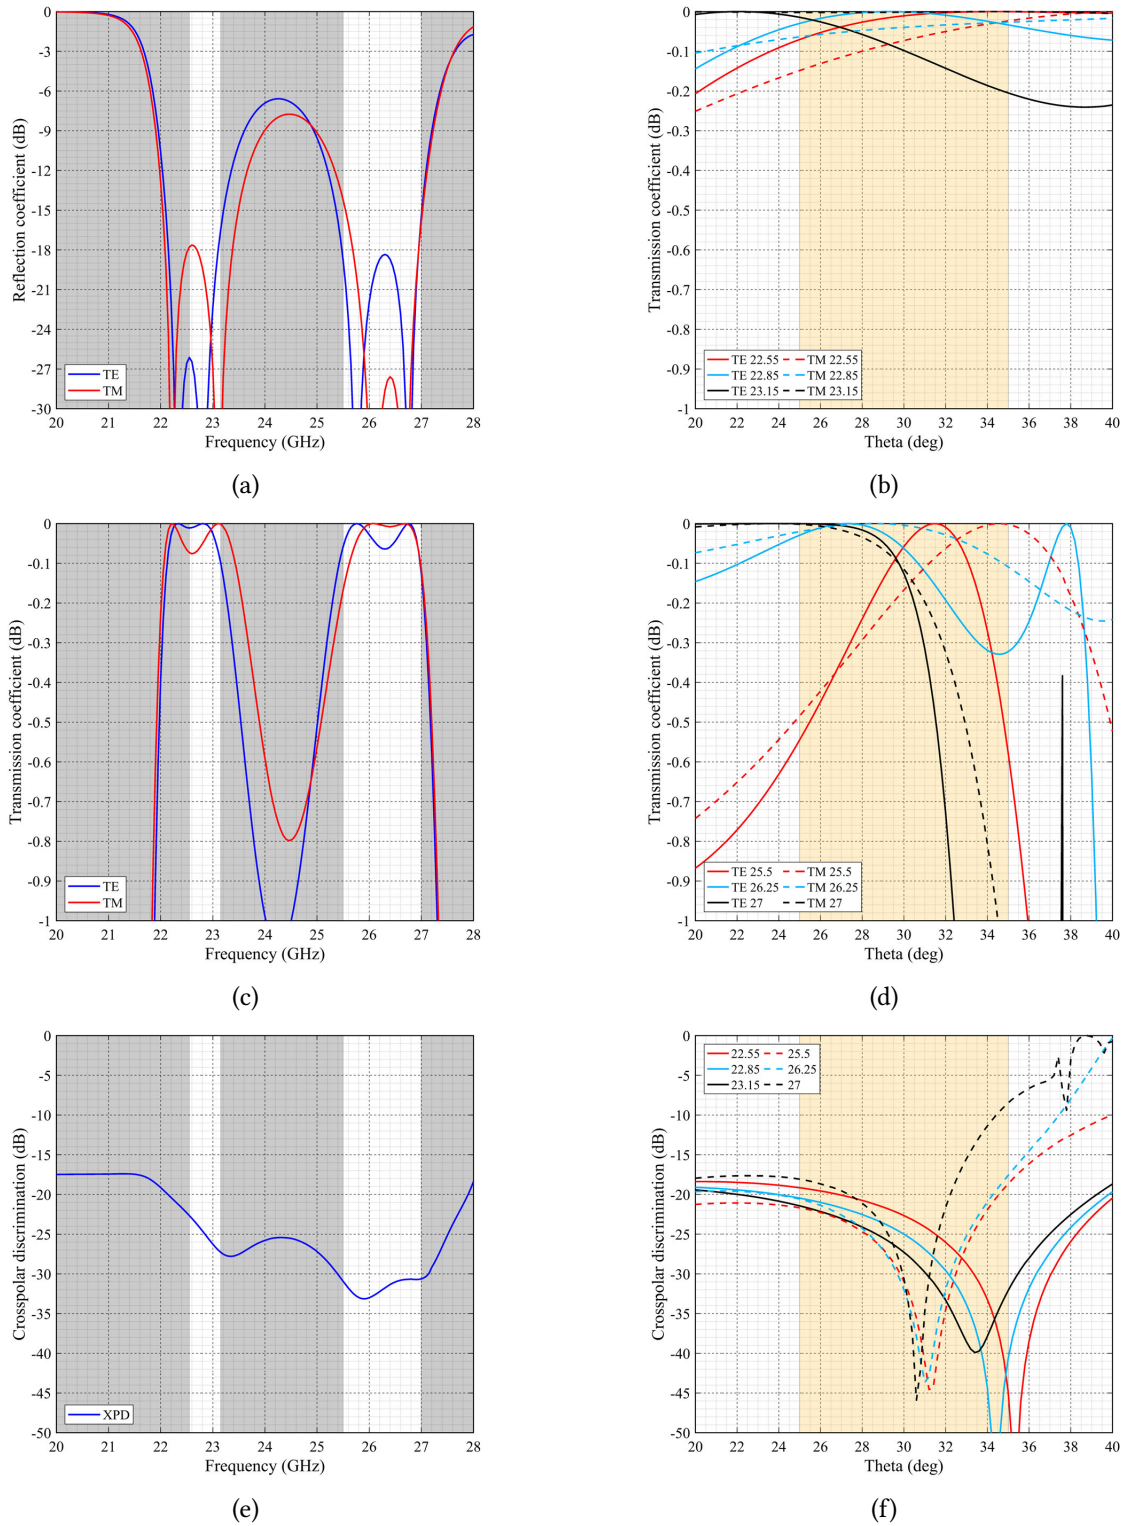 0
-3
-6
-9
-12
-15
-18
-21
-24
-27
-30
Reflection coefficient (dB)
TE
TM
20 21 22 23 24 25 26 27 28
Frequency (GHz)
(a)
0
-0.1
-0.2
-0.3
-0.4
-0.5
-0.6
-0.7
-0.8
-0.9
-1
Transmission coefficient (dB)
TE 22.55 TM 22.55
TE 22.85 TM 22.85
TE 23.15 TM 23.15
20 22 24 26 28 30 32 34 36 38 40
Theta (deg)
(b)
0
-0.1
-0.2
-0.3
-0.4
-0.5
-0.6
-0.7
-0.8
-0.9
-1
Transmission coefficient (dB)
TE
TM
20 21 22 23 24 25 26 27 28
Frequency (GHz)
(c)
0
-0.1
-0.2
-0.3
-0.4
-0.5
-0.6
-0.7
-0.8
-0.9
-1
Transmission coefficient (dB)
TE 25.5 TM 25.5
TE 26.25 TM 26.25
TE 27 TM 27
20 22 24 26 28 30 32 34 36 38 40
Theta (deg)
(d)
0
-5
-10
-15
-20
-25
-30
-35
-40
-45
-50
Crosspolar discrimination (dB)
XPD
20 21 22 23 24 25 26 27 28
Frequency (GHz)
(e)
0
-5
-10
-15
-20
-25
-30
-35
-40
-45
-50
Crosspolar discrimination (dB)
22.55 25.5
22.85 26.25
23.15 27
20 22 24 26 28 30 32 34 36 38 40
Theta (deg)
(f)